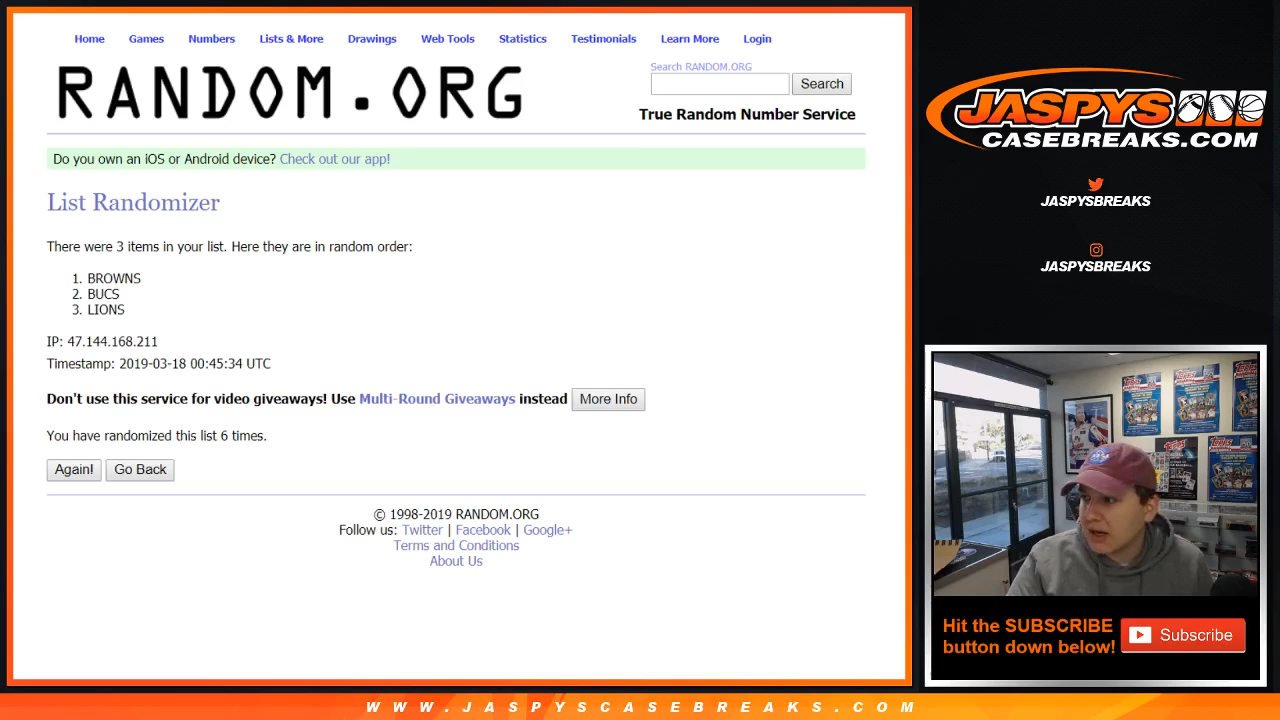 Home Games Numbers Lists & More Drawings Web Tools Statistics Testimonials Learn More Login
RANDOM.ORG
Search RANDOM.ORG
Search
True Random Number Service
Do you own an iOS or Android device? Check out our app!
List Randomizer
There were 3 items in your list. Here they are in random order:
1. BROWNS
2. BUCS
3. LIONS
IP: 47.144.168.211
Timestamp: 2019-03-18 00:45:34 UTC
Don't use this service for video giveaways! Use Multi-Round Giveaways instead More Info
You have randomized this list 6 times.
Again! Go Back
© 1998-2019 RANDOM.ORG
Follow us: Twitter | Facebook | Google+
Terms and Conditions
About Us
JASPYS
CASEBREAKS.COM
JASPYSBREAKS
JASPYSBREAKS
Topps
Topps
Topps
Topps
Hit the SUBSCRIBE
button down below!
Subscribe
WWW.JASPYSCASEBREAKS.COM